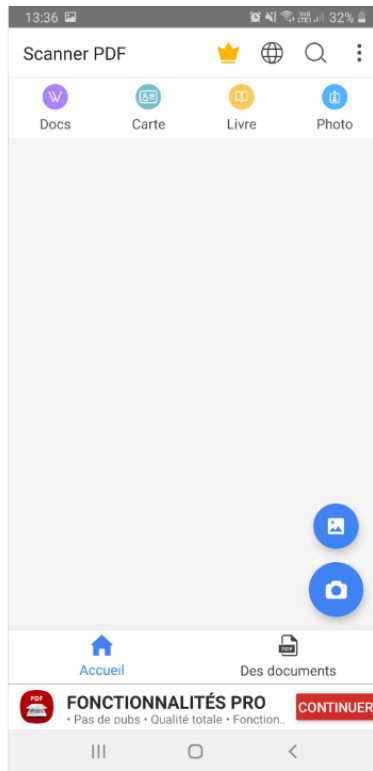 13:36 32%
Scanner PDF
W
Docs Carte Livre Photo
PDF
Accueil Des documents
PDF
FONCTIONNALITÉS PRO
• Pas de pubs • Qualité totale • Fonction..
CONTINUER